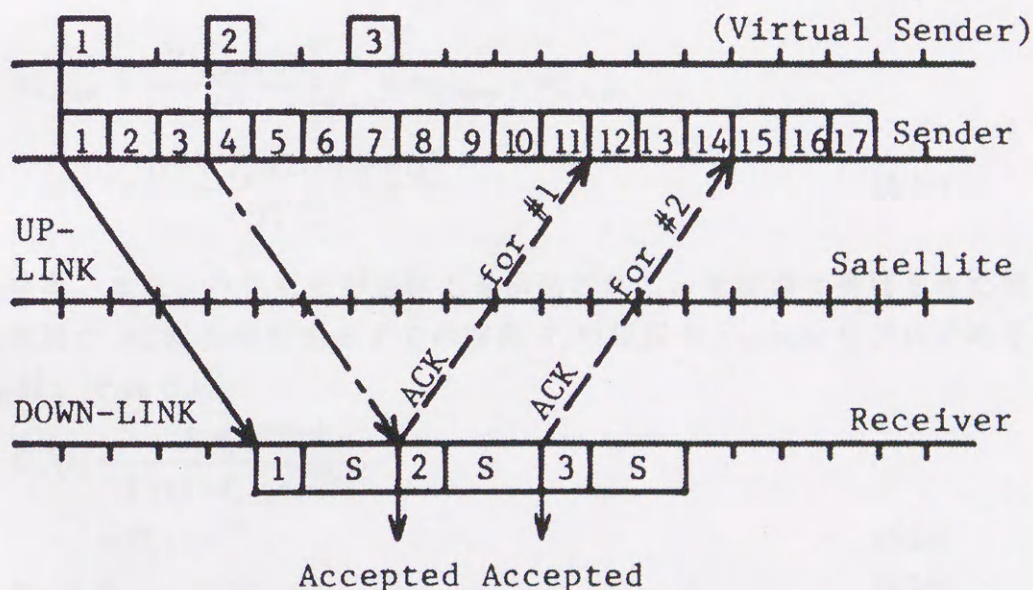 1 2 3 (Virtual Sender)
1 2 3 4 5 6 7 8 9 10 11 12 13 14 15 16 17 Sender
UP-
LINK Satellite
ACK for #1
ACK for #2
DOWN-LINK Receiver
1 S 2 S 3 S
Accepted Accepted